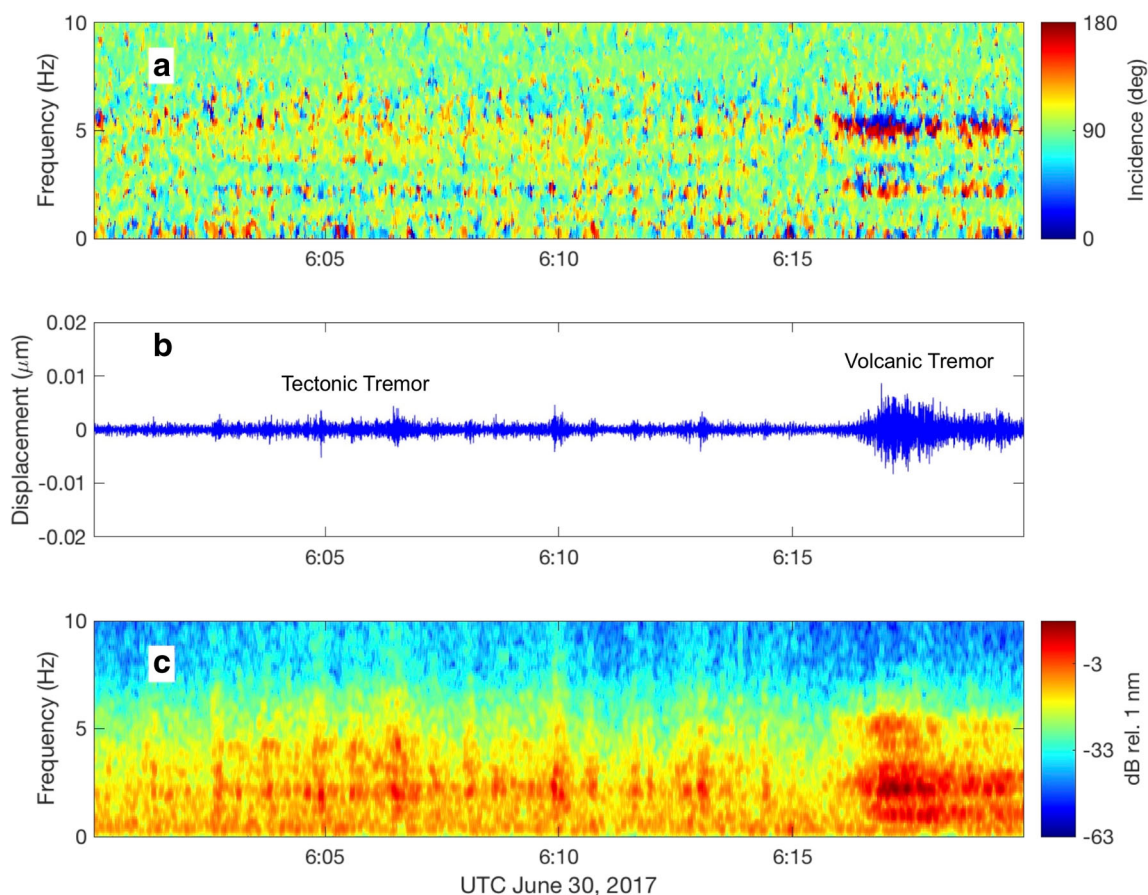 a
10
5
0
Frequency (Hz)
6:05
6:10
6:15
180
90
0
Incidence (deg)
b
0.02
0.01
0
-0.01
-0.02
Displacement (μm)
Tectonic Tremor
Volcanic Tremor
6:05
6:10
6:15
c
10
5
0
Frequency (Hz)
6:05
6:10
6:15
UTC June 30, 2017
-3
-33
-63
dB rel. 1 nm